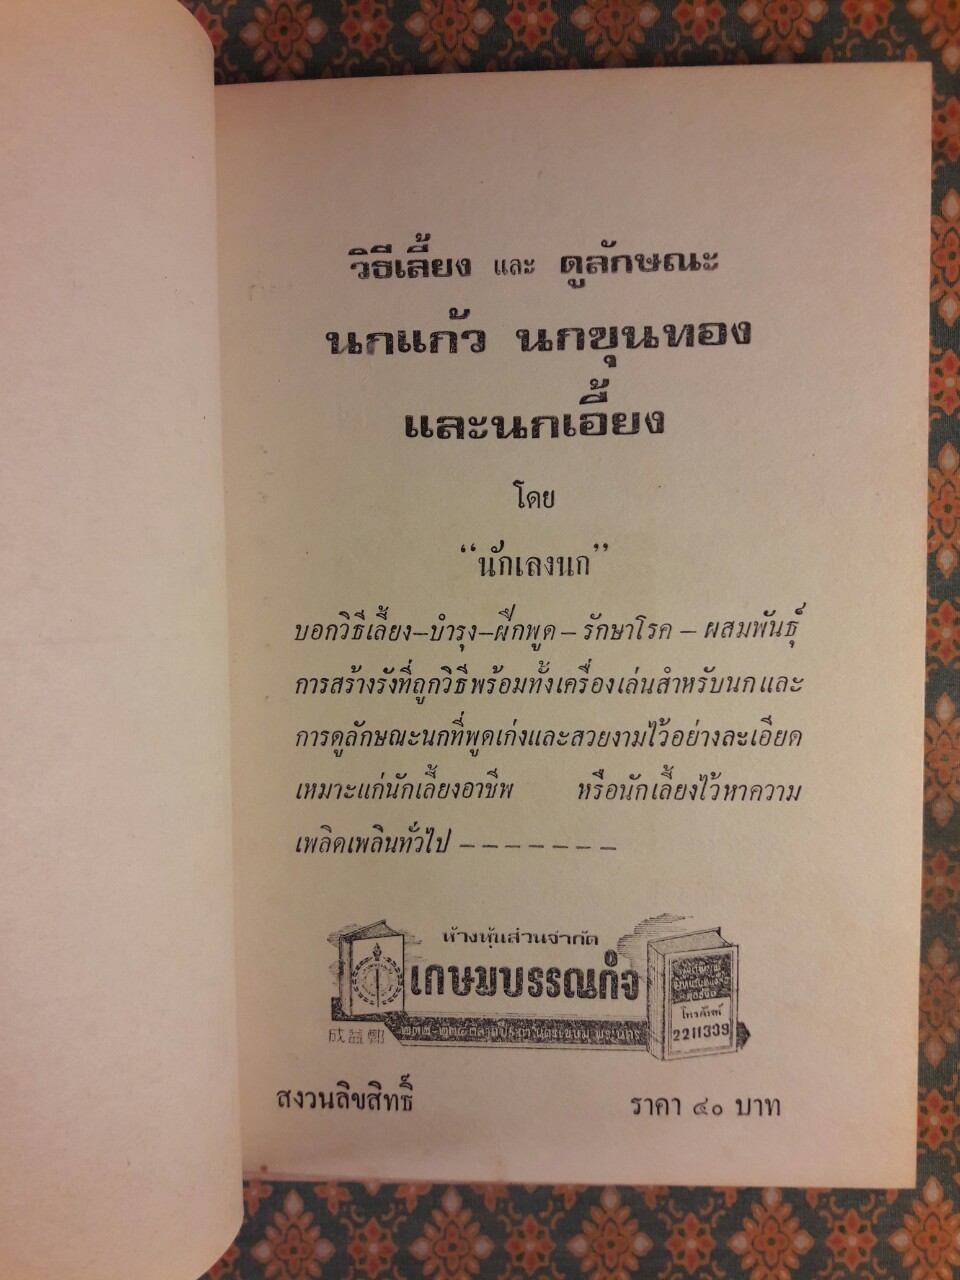 วิธีเลี้ยง และ ดูลักษณะ
นกแก้ว นกขุนทอง
และนกเอี้ยง
โดย
“นักเลงนก”
บอกวิธีเลี้ยง–บำรุง–ฝึกพูด – รักษาโรค – ผสมพันธุ์
การสร้างรังที่ถูกวิธีพร้อมทั้งเครื่องเล่นสำหรับนกและ
การดูลักษณะนกที่พูดเก่งและสวยงามไว้อย่างละเอียด
เหมาะแก่นักเลี้ยงอาชีพ หรือนักเลี้ยงไว้หาความ
เพลิดเพลินทั่วไป – – – – – – –
ห้างหุ้นส่วนจำกัด
เกษมบรรณกิจ
โทรศัพท์
2211339
成益鄭
สงวนลิขสิทธิ์ ราคา ๔๐ บาท